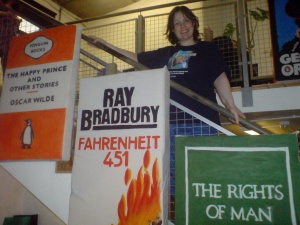 PENGUIN
BOOKS
THE HAPPY PRINCE
AND OTHER
STORIES
OSCAR WILDE
RAY
BRADBURY
FAHRENHEIT
451
THE RIGHTS
OF MAN
GE